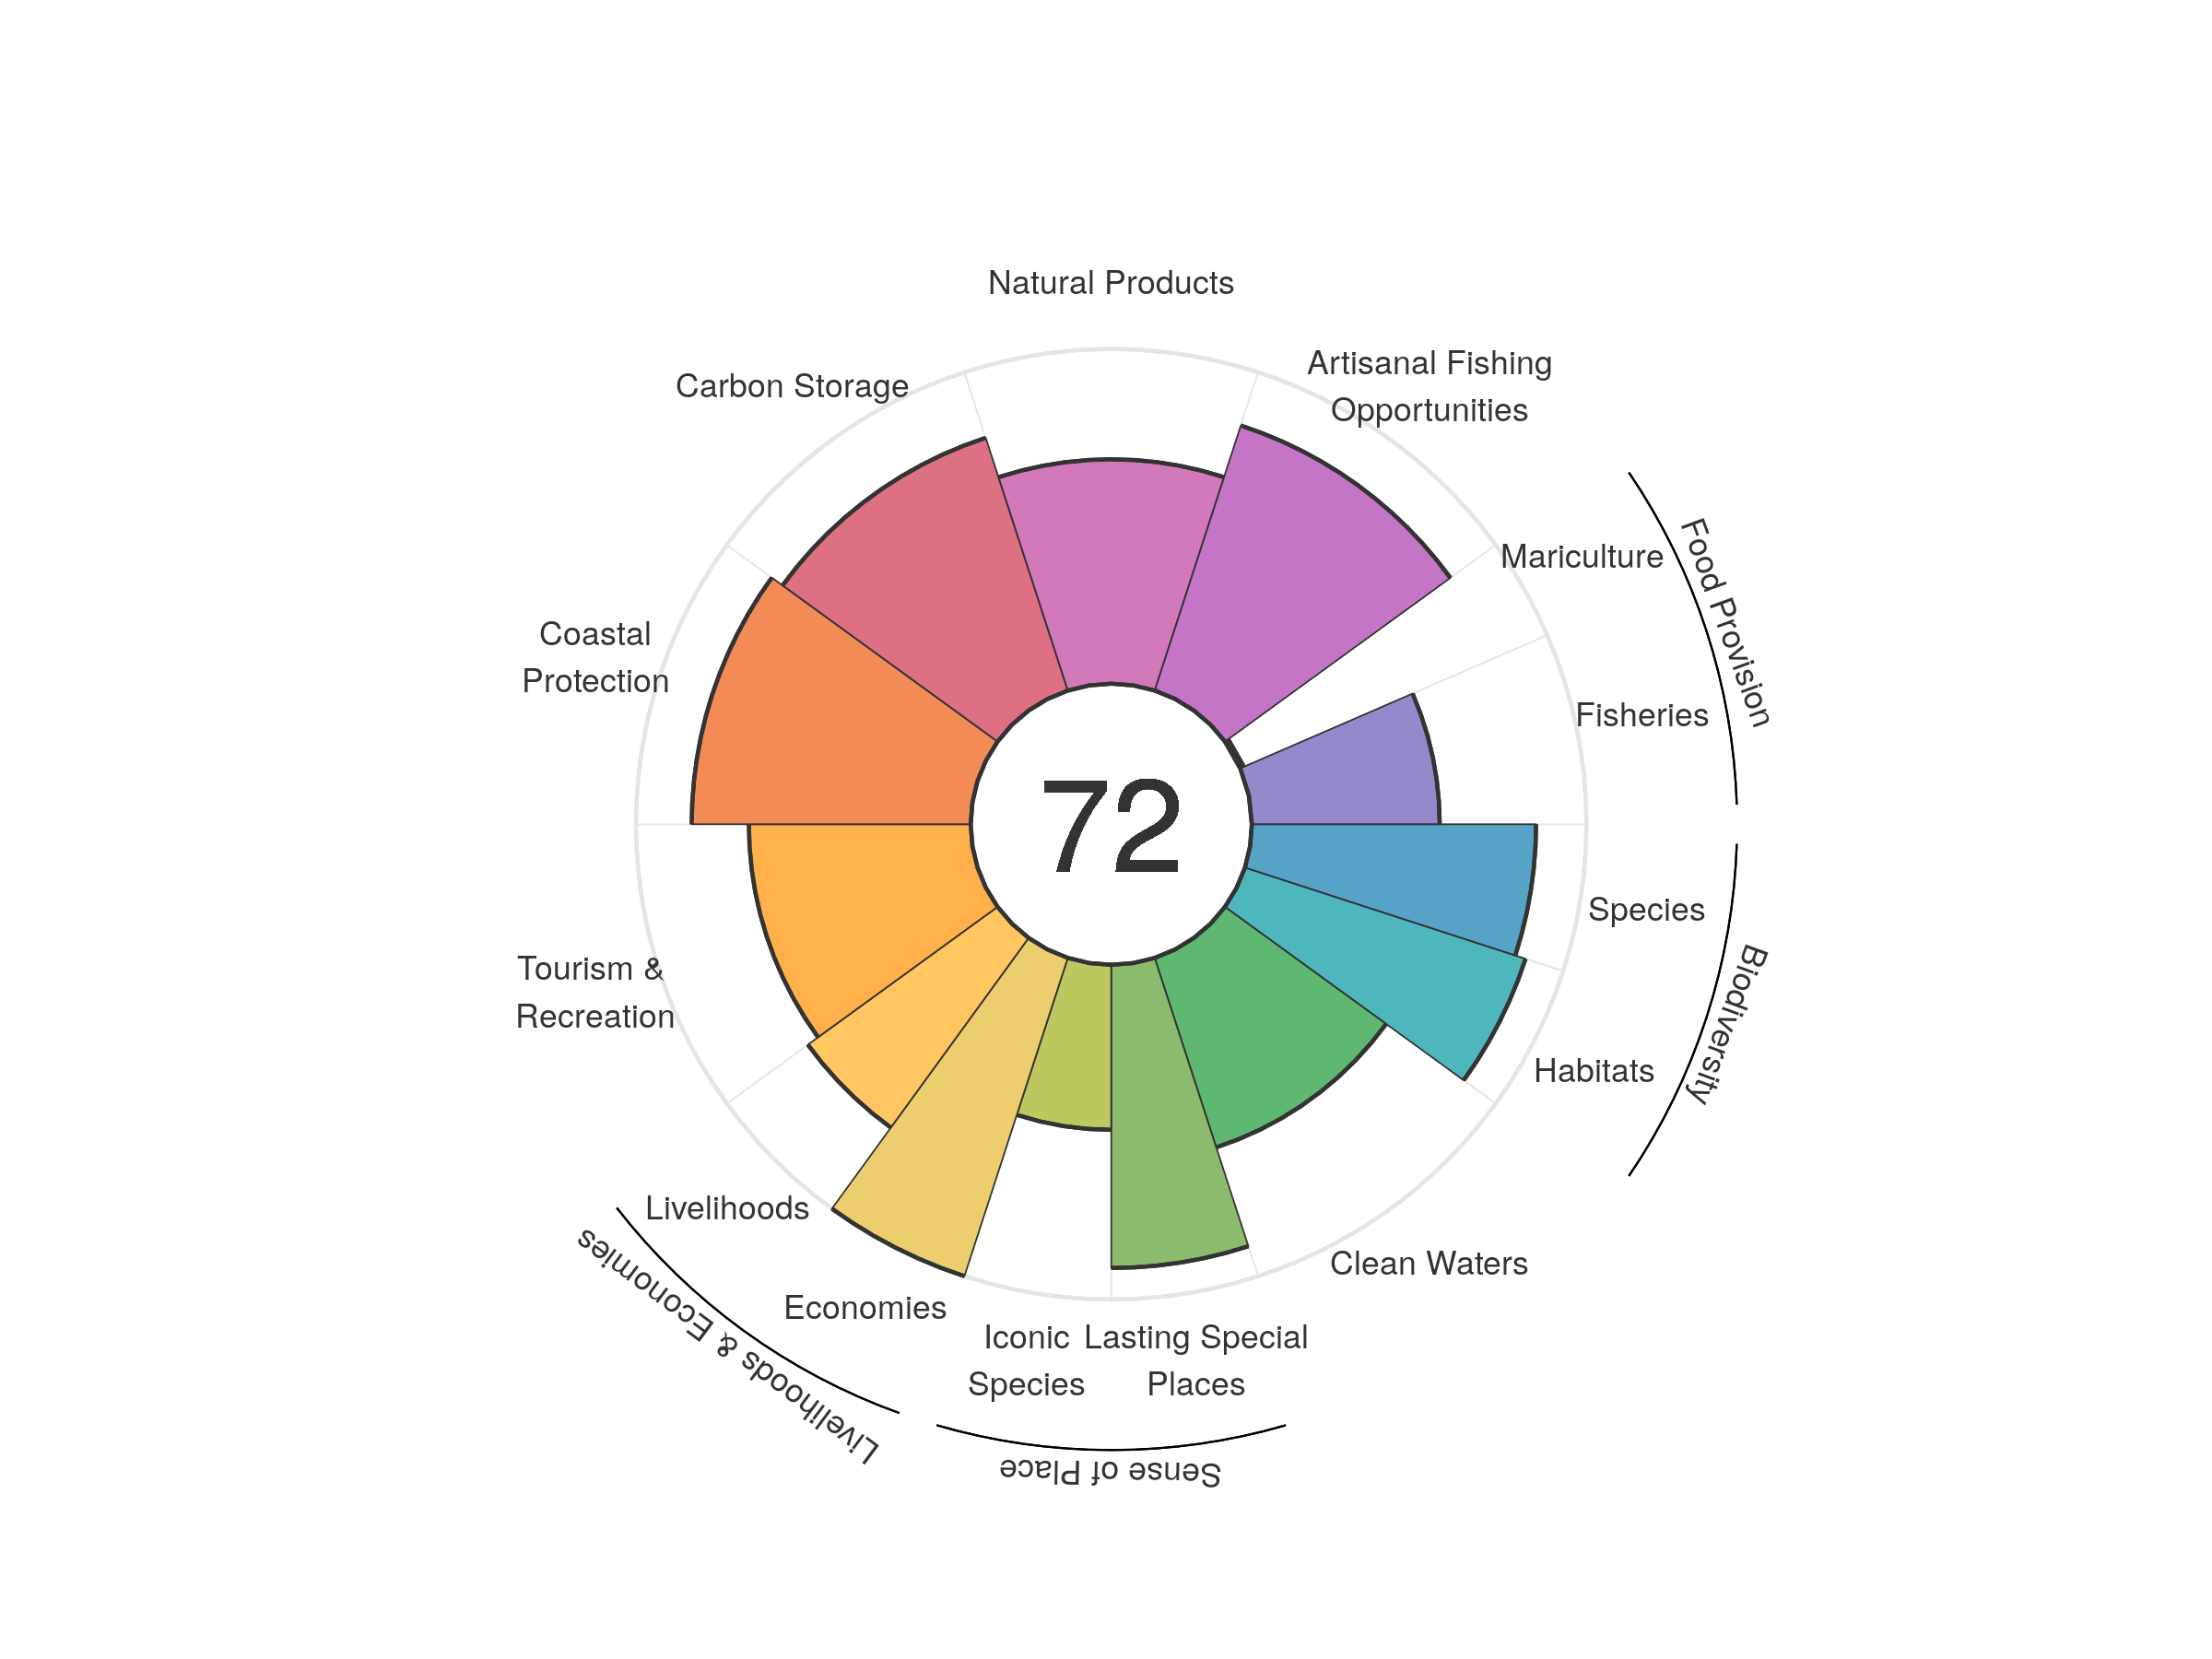 Natural Products
Artisanal Fishing
Opportunities
Carbon Storage
Mariculture
Food Provision
Coastal
Protection
Fisheries
72
Species
Biodiversity
Tourism &
Recreation
Habitats
Livelihoods
Clean Waters
Economies
Livelihoods & Economies
Iconic
Species
Lasting Special
Places
Sense of Place